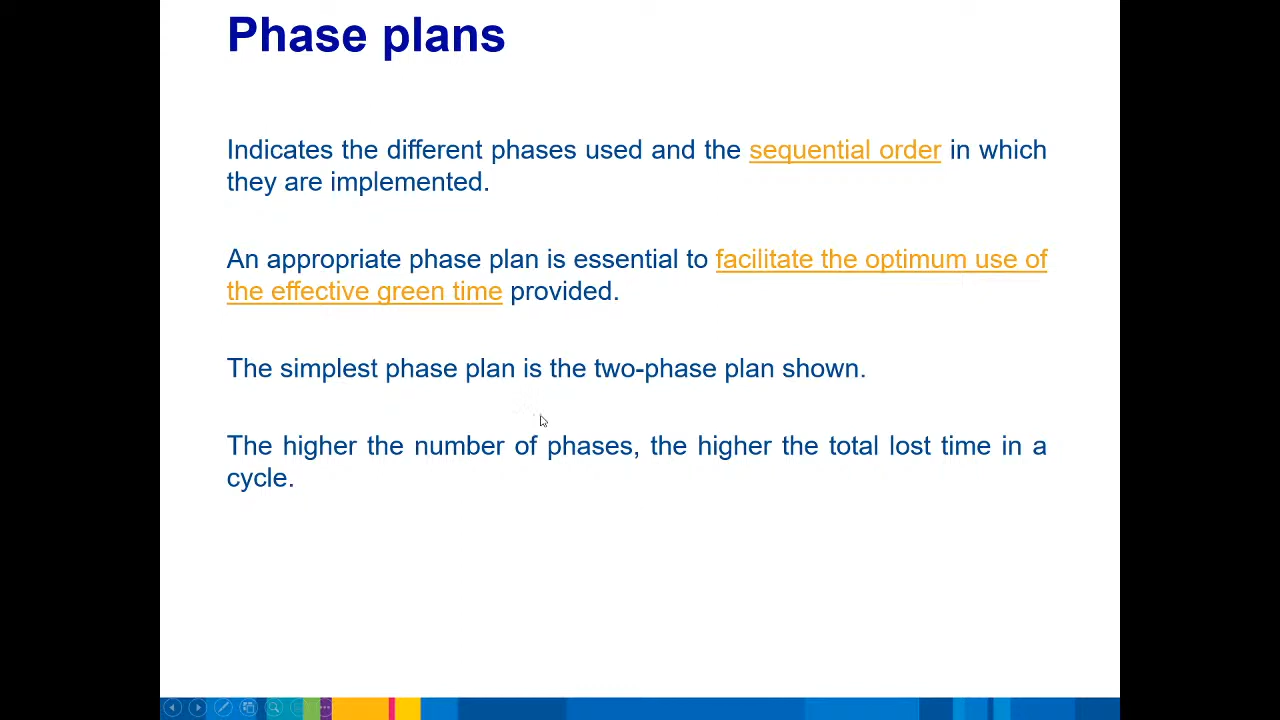 Phase plans
Indicates the different phases used and the sequential order in which
they are implemented.
An appropriate phase plan is essential to facilitate the optimum use of
the effective green time provided.
The simplest phase plan is the two-phase plan shown.
The higher the number of phases, the higher the total lost time in a
cycle.